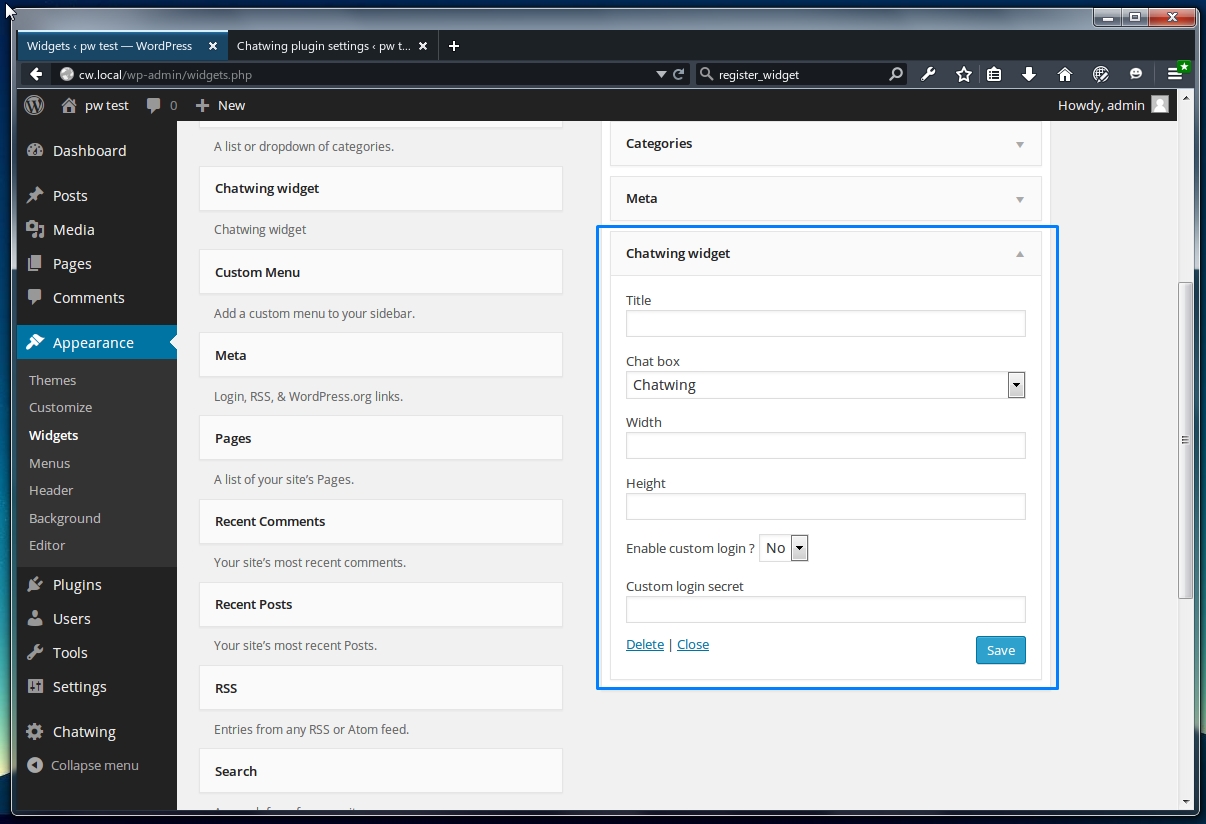 Widgets ‹ pw test — WordPress
Chatwing plugin settings ‹ pw t...
cw.local/wp-admin/widgets.php
register_widget
pw test
0
New
Howdy, admin
Dashboard
Posts
Media
Pages
Comments
Appearance
Themes
Customize
Widgets
Menus
Header
Background
Editor
Plugins
Users
Tools
Settings
Chatwing
Collapse menu
A list or dropdown of categories.
Chatwing widget
Chatwing widget
Custom Menu
Add a custom menu to your sidebar.
Meta
Login, RSS, & WordPress.org links.
Pages
A list of your site’s Pages.
Recent Comments
Your site’s most recent comments.
Recent Posts
Your site’s most recent Posts.
RSS
Entries from any RSS or Atom feed.
Search
Categories
Meta
Chatwing widget
Title
Chat box
Chatwing
Width
Height
Enable custom login ? No
Custom login secret
Delete | Close
Save